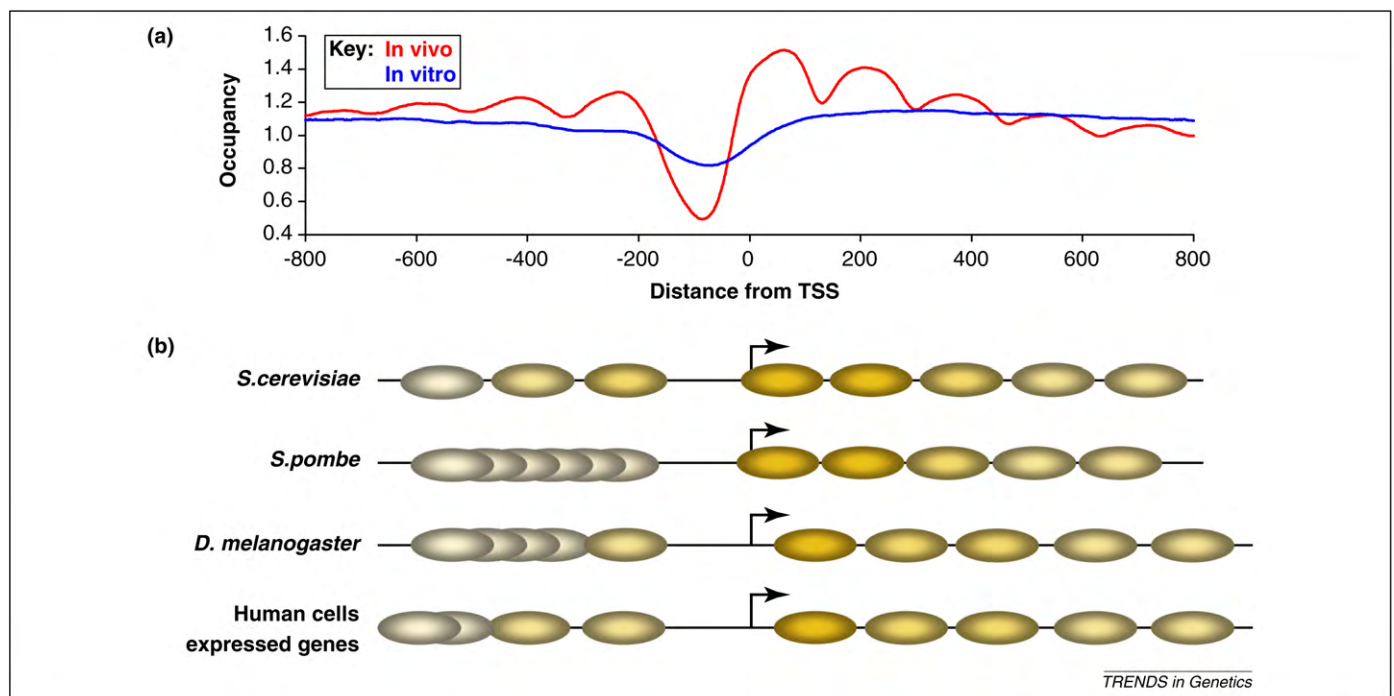 (a)
1.6
1.4
1.2
1.0
0.8
0.6
0.4
Occupancy
Key: In vivo
In vitro
-800 -600 -400 -200 0 200 400 600 800
Distance from TSS
(b)
S.cerevisiae
S.pombe
D. melanogaster
Human cells
expressed genes
TRENDS in Genetics